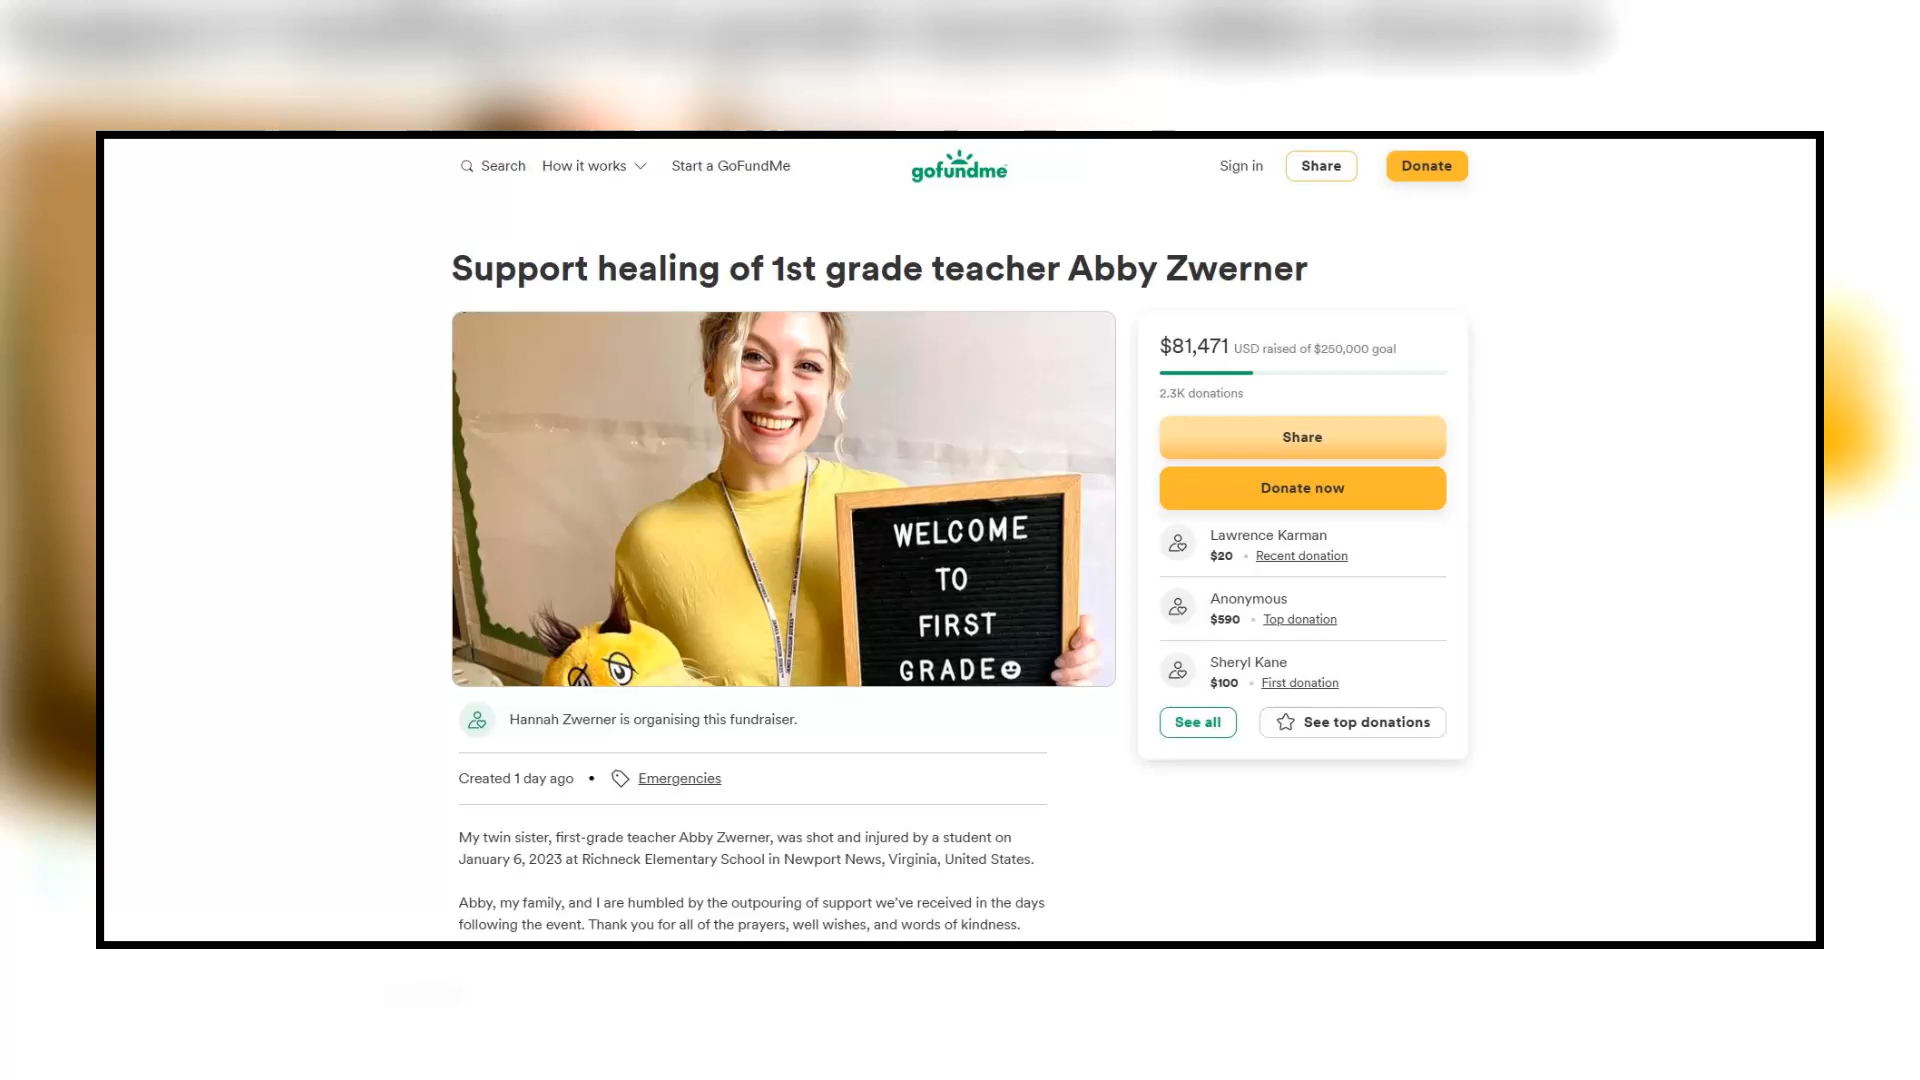 Search How it works Start a GoFundMe gofundme Sign in Share Donate
Support healing of 1st grade teacher Abby Zwerner
WELCOME
TO
FIRST
GRADE
$81,471 USD raised of $250,000 goal
2.3K donations
Share
Donate now
Lawrence Karman
$20 • Recent donation
Anonymous
$590 • Top donation
Sheryl Kane
$100 • First donation
See all See top donations
Hannah Zwerner is organising this fundraiser.
Created 1 day ago • Emergencies
My twin sister, first-grade teacher Abby Zwerner, was shot and injured by a student on
January 6, 2023 at Richneck Elementary School in Newport News, Virginia, United States.
Abby, my family, and I are humbled by the outpouring of support we've received in the days
following the event. Thank you for all of the prayers, well wishes, and words of kindness.